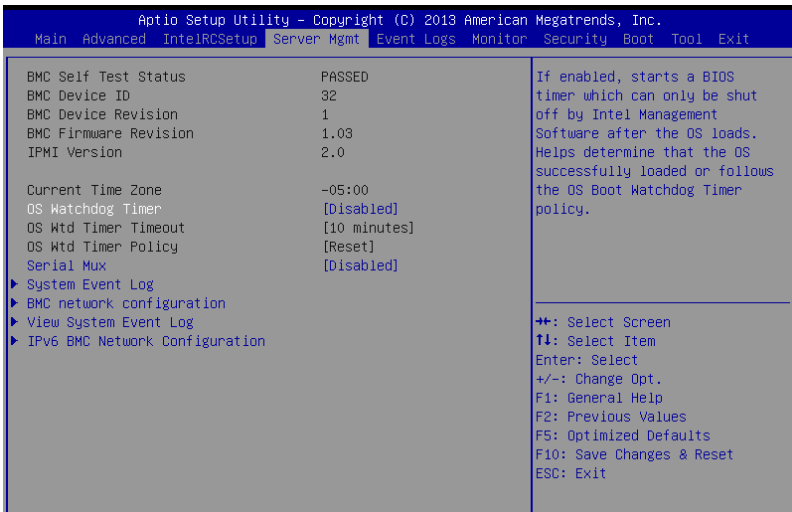 Aptio Setup Utility – Copyright (C) 2013 American Megatrends, Inc.
Main Advanced IntelRCSetup Server Mgmt Event Logs Monitor Security Boot Tool Exit
BMC Self Test Status PASSED
BMC Device ID 32
BMC Device Revision 1
BMC Firmware Revision 1.03
IPMI Version 2.0
Current Time Zone -05:00
OS Watchdog Timer [Disabled]
OS Wtd Timer Timeout [10 minutes]
OS Wtd Timer Policy [Reset]
Serial Mux [Disabled]
System Event Log
BMC network configuration
View System Event Log
IPv6 BMC Network Configuration
If enabled, starts a BIOS
timer which can only be shut
off by Intel Management
Software after the OS loads.
Helps determine that the OS
successfully loaded or follows
the OS Boot Watchdog Timer
policy.
→←: Select Screen
↑↓: Select Item
Enter: Select
+/-: Change Opt.
F1: General Help
F2: Previous Values
F5: Optimized Defaults
F10: Save Changes & Reset
ESC: Exit